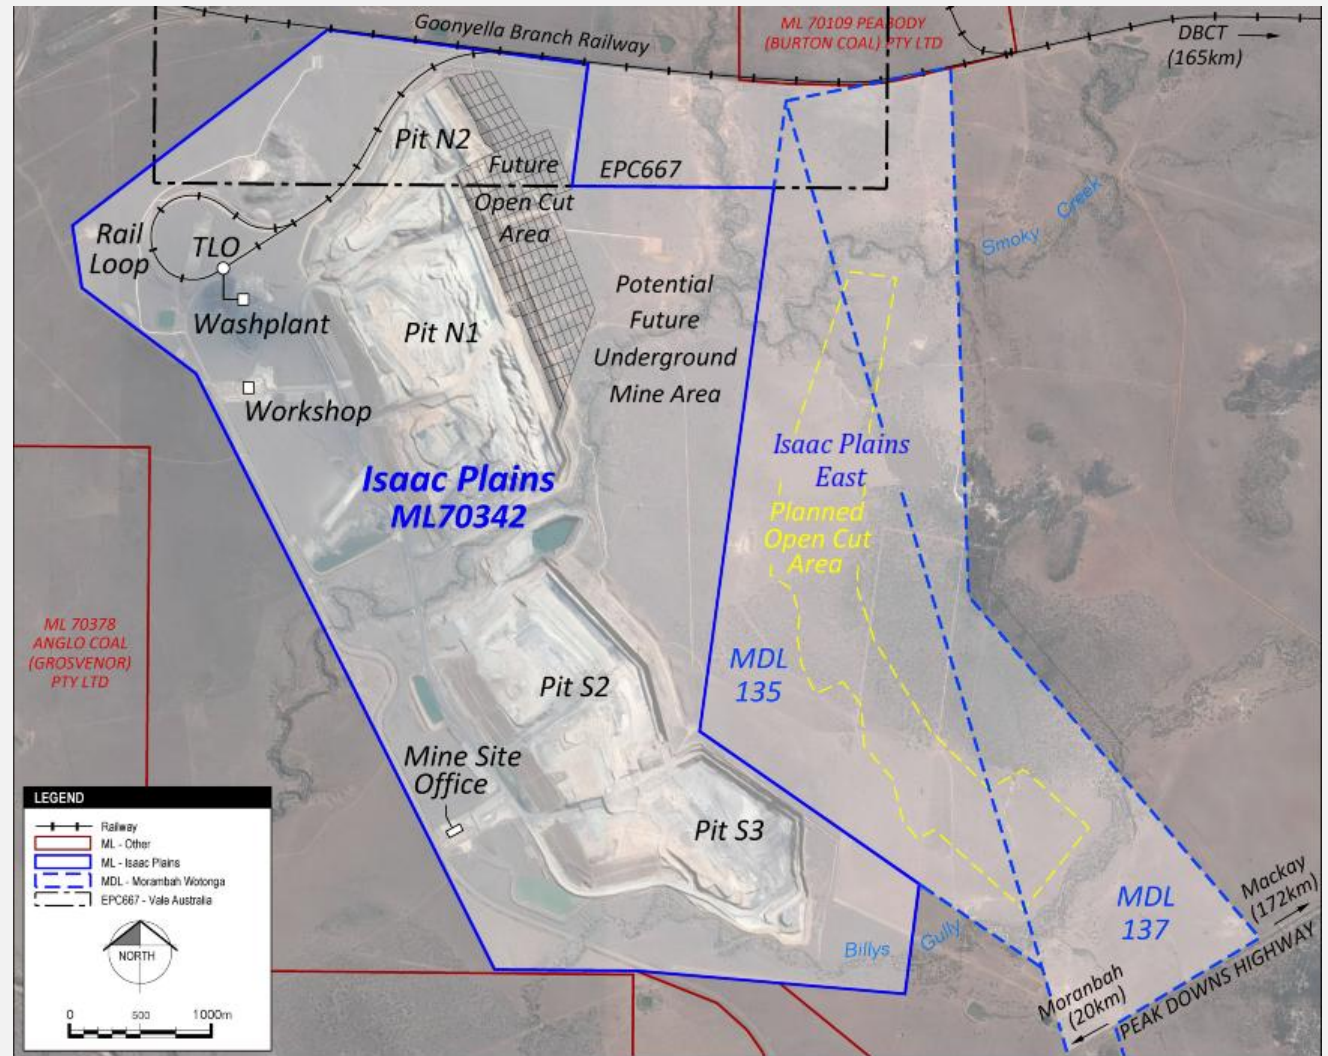 Goonyella Branch Railway
ML 70109 PEABODY
(BURTON COAL) PTY LTD
DBCT
(165km)
Pit N2
Future
Open Cut
Area
EPC667
Rail
Loop
TLO
Washplant
Workshop
Pit N1
Potential
Future
Underground
Mine Area
Smoky Creek
Isaac Plains
ML70342
Isaac Plains
East
Planned
Open Cut
Area
ML 70378
ANGLO COAL
(GROSVENOR)
PTY LTD
MDL
135
Pit S2
Mine Site
Office
Pit S3
MDL
137
Billys Gully
Mackay
(172km)
Moranbah
(20km)
PEAK DOWNS HIGHWAY
LEGEND
Railway
ML - Other
ML - Isaac Plains
MDL - Morambah Wotonga
EPC667 - Vale Australia
NORTH
0 500 1000m